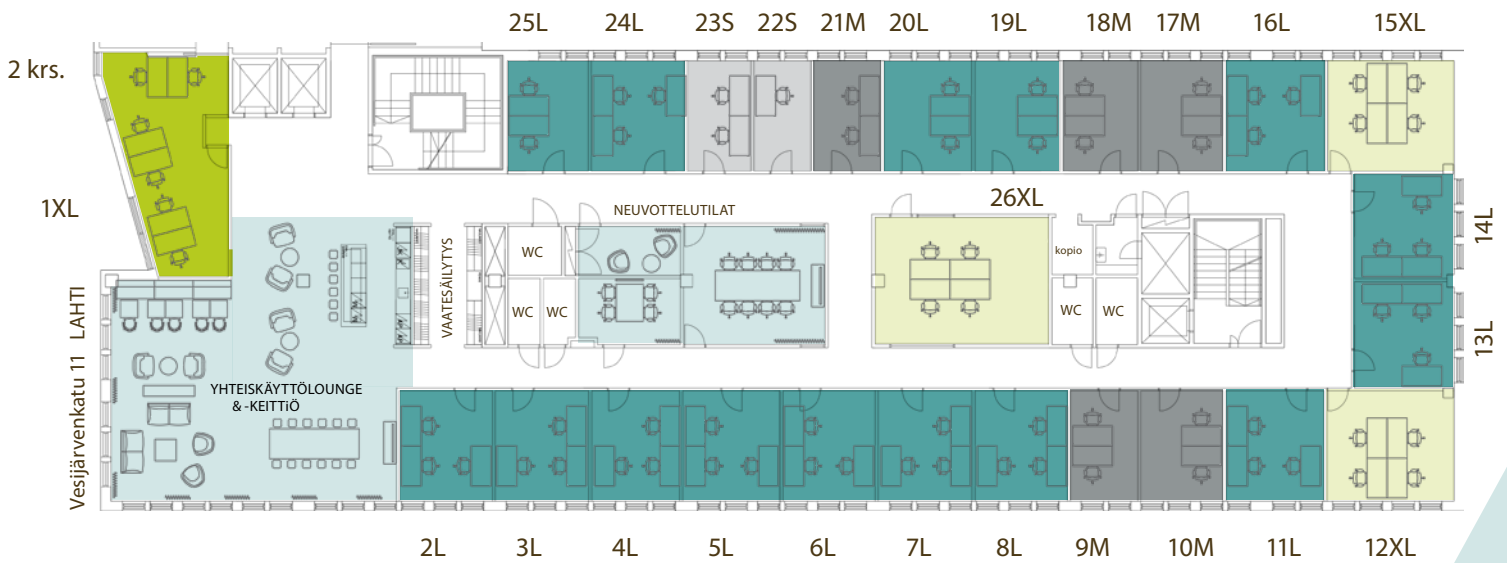 25L 24L 23S 22S 21M 20L 19L 18M 17M 16L 15XL
2 krs.
1XL
NEUVOTTELUTILAT
26XL
14L
WC
kopio
VAATESÄILYTYS
WC WC
WC WC
13L
Vesijärvenkatu 11 LAHTI
YHTEISKÄYTTÖLOUNGE
& -KEITTiÖ
2L 3L 4L 5L 6L 7L 8L 9M 10M 11L 12XL